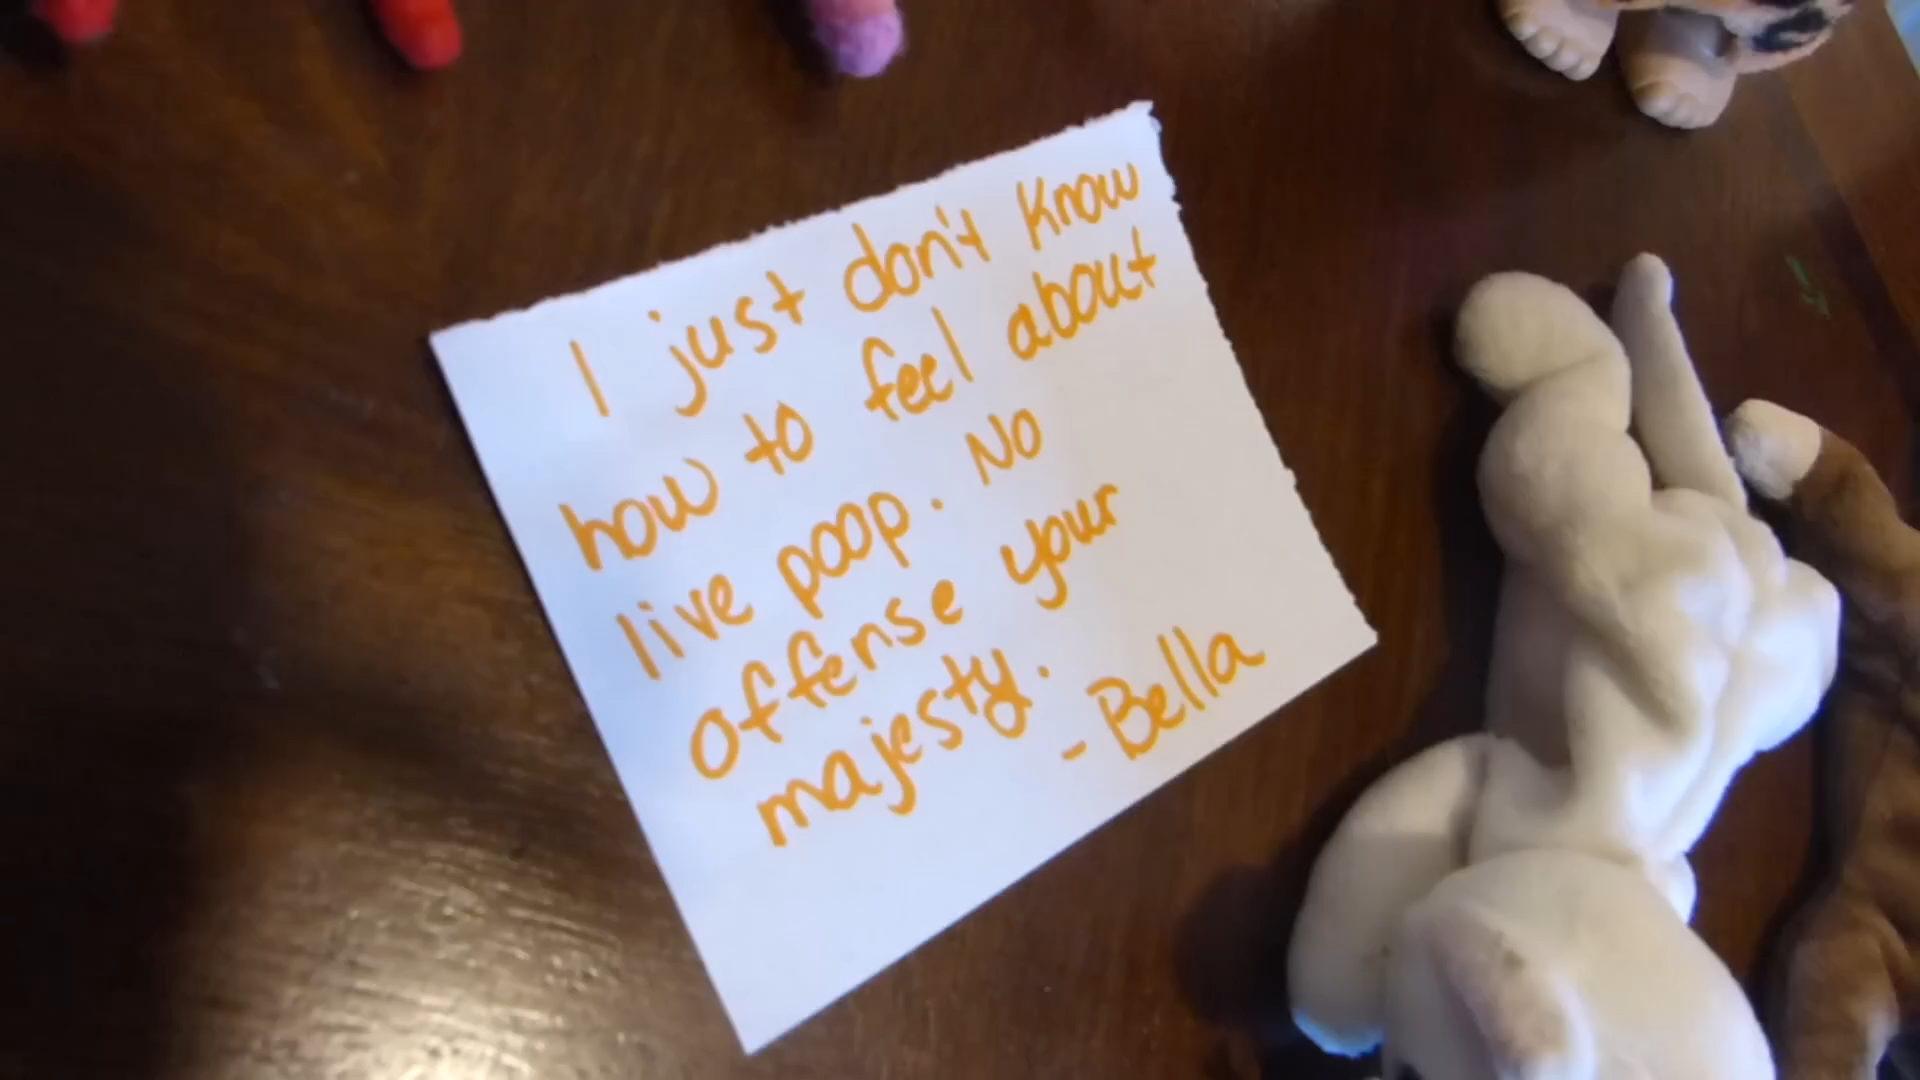 I just don't know
how to feel about
live poop. No
offense your
majesty.
- Bella